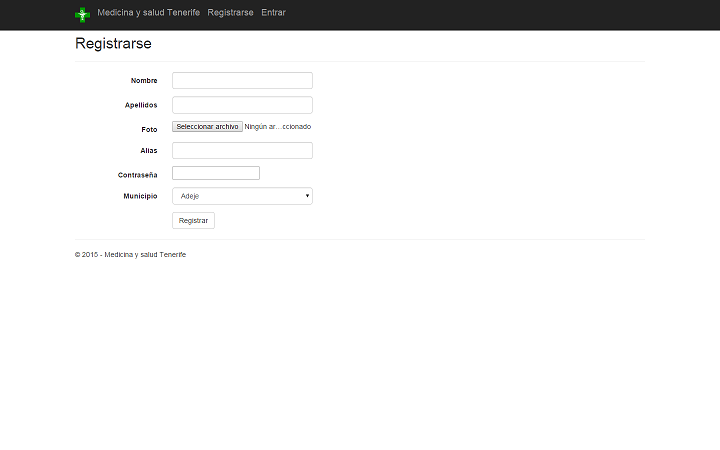 Medicina y salud Tenerife Registrarse Entrar
Registrarse
Nombre
Apellidos
Foto Seleccionar archivo Ningún ar...ccionado
Alias
Contraseña
Municipio Adeje
Registrar
© 2015 - Medicina y salud Tenerife